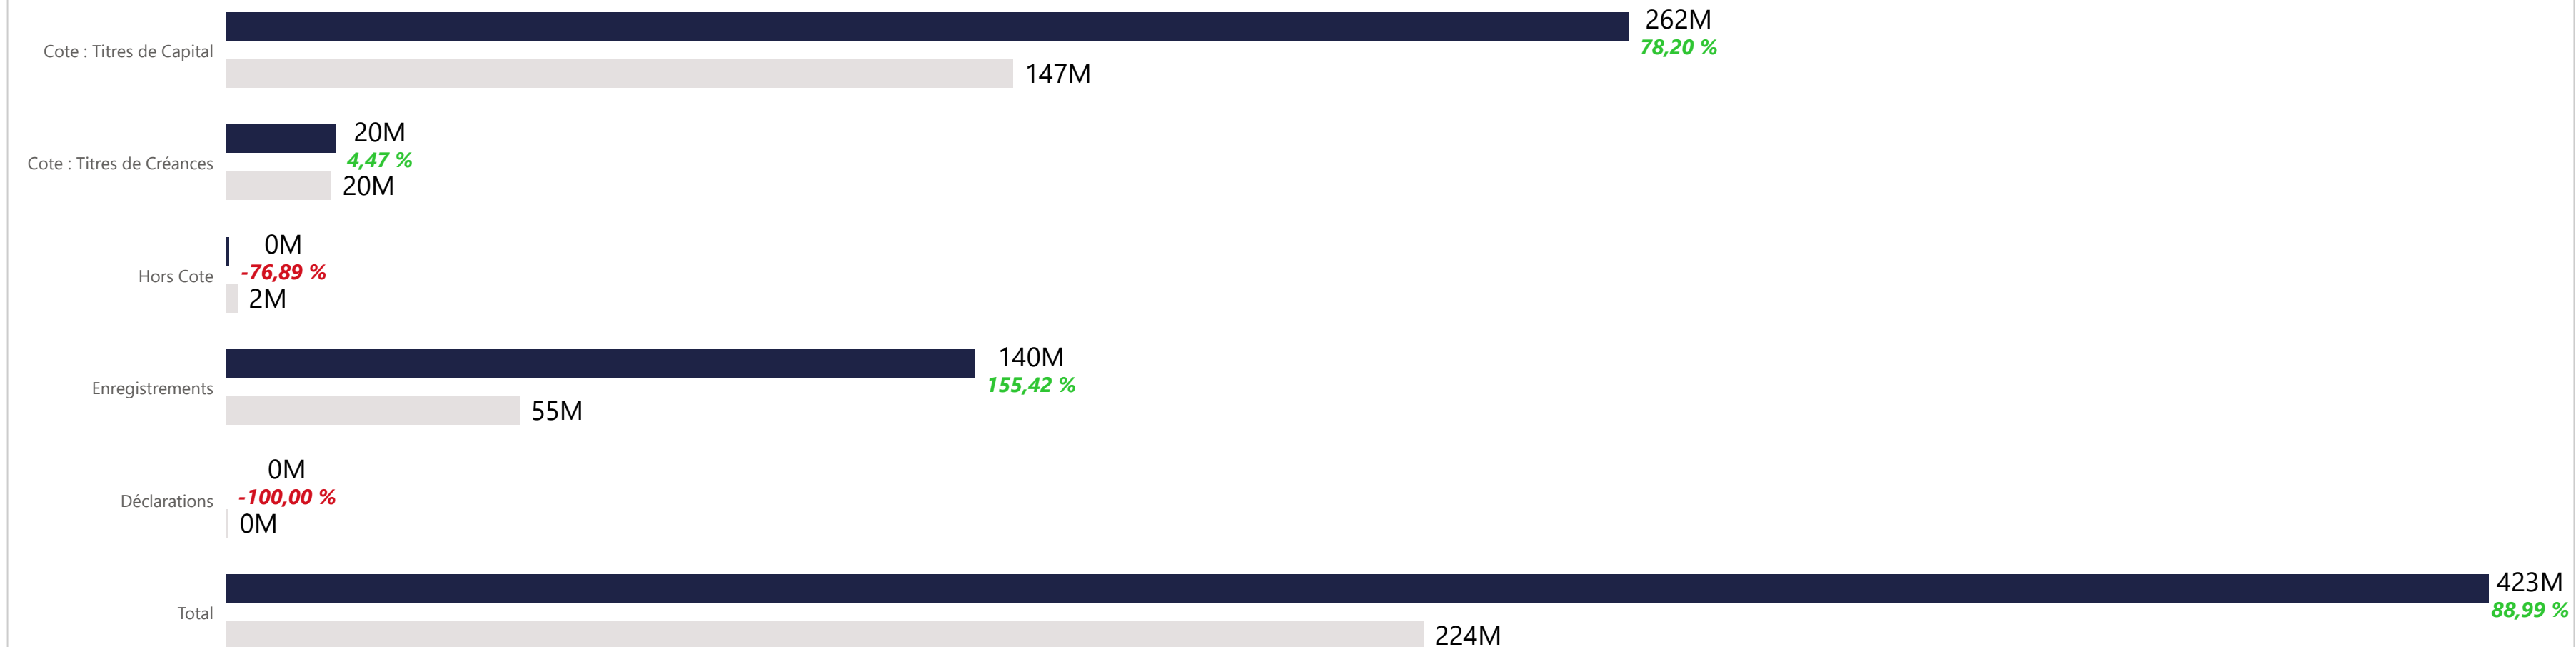 262M
78,20 %
Cote : Titres de Capital
147M
20M
4,47 %
Cote : Titres de Créances
20M
0M
-76,89 %
Hors Cote
2M
140M
155,42 %
Enregistrements
55M
0M
-100,00 %
Déclarations
0M
423M
88,99 %
Total
224M